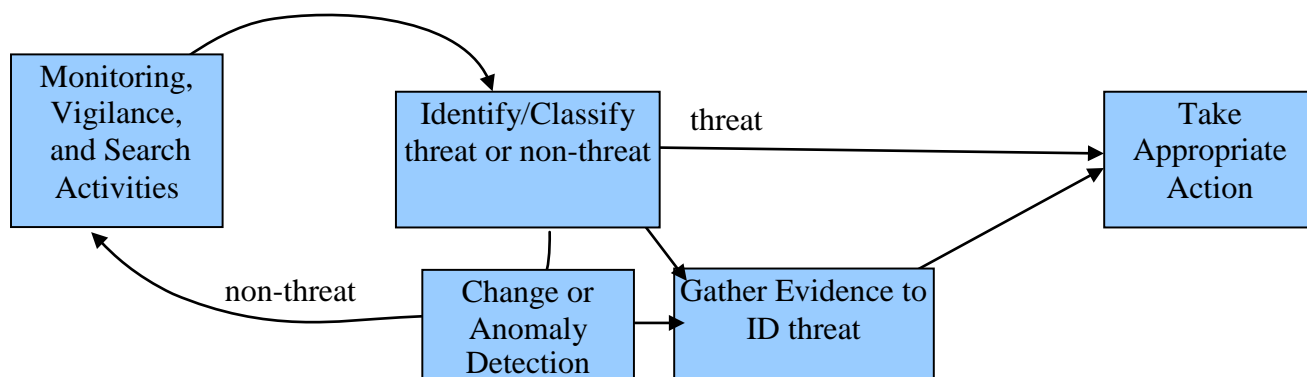 Monitoring,
Vigilance,
and Search
Activities
Identify/Classify
threat or non-threat
threat
Take
Appropriate
Action
non-threat
Change or
Anomaly
Detection
Gather Evidence to
ID threat